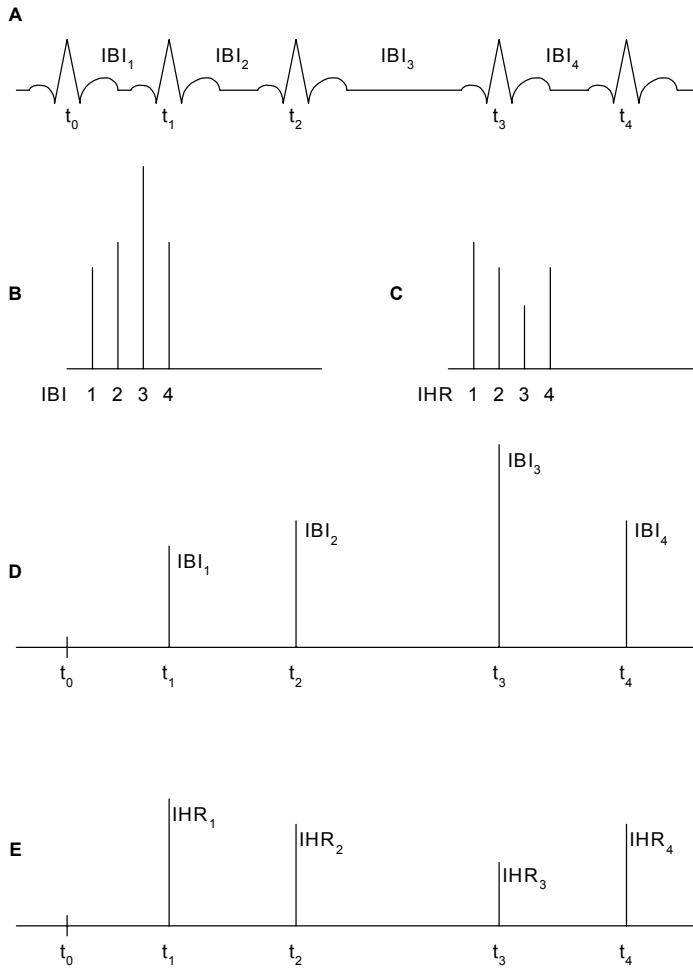 A
IBI₁ IBI₂ IBI₃ IBI₄
t₀ t₁ t₂ t₃ t₄
B C
IBI 1 2 3 4 IHR 1 2 3 4
IBI₃
IBI₂ IBI₄
IBI₁
D
t₀ t₁ t₂ t₃ t₄
IHR₁
IHR₂ IHR₄
E
IHR₃
t₀ t₁ t₂ t₃ t₄